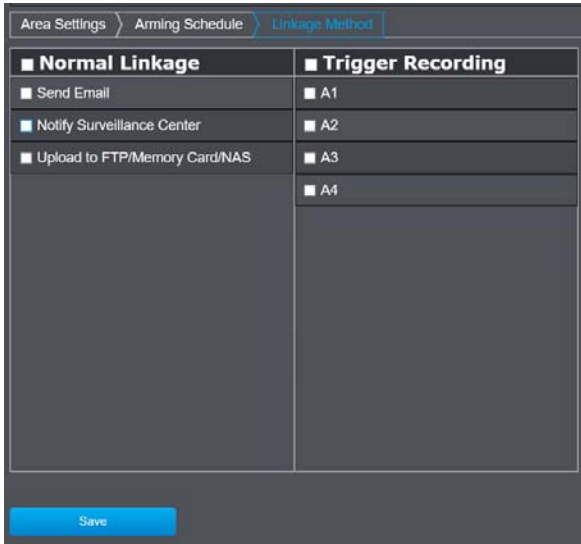 Area Settings Arming Schedule Linkage Method
Normal Linkage Trigger Recording
Send Email A1
Notify Surveillance Center A2
Upload to FTP/Memory Card/NAS A3
A4
Save